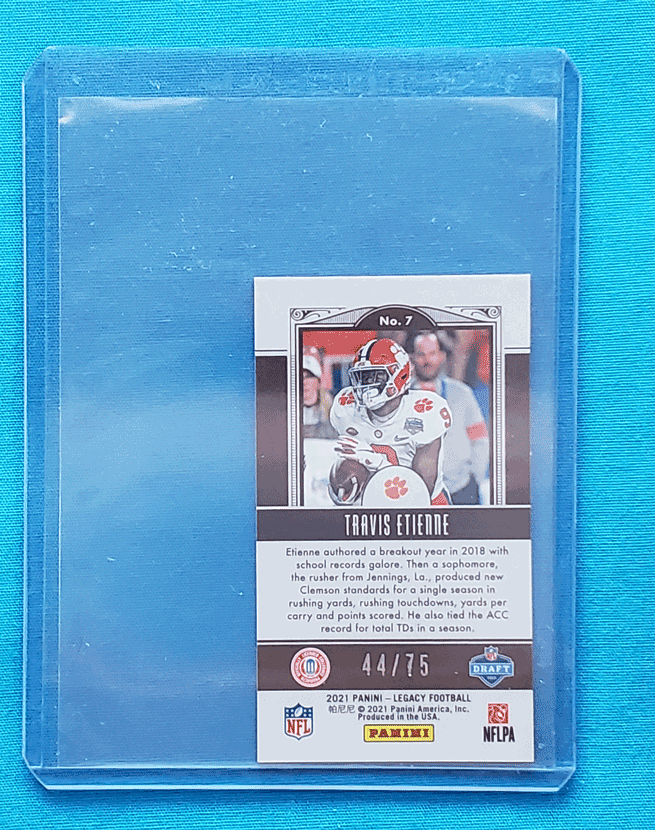 No. 7
9
TRAVIS ETIENNE
Etienne authored a breakout year in 2018 with
school records galore. Then a sophomore,
the rusher from Jennings, La., produced new
Clemson standards for a single season in
rushing yards, rushing touchdowns, yards per
carry and points scored. He also tied the ACC
record for total TDs in a season.
44/75
DRAFT
2021 PANINI – LEGACY FOOTBALL
帕尼尼 © 2021 Panini America, Inc.
Produced in the USA.
NFL
PANINI
NFLPA